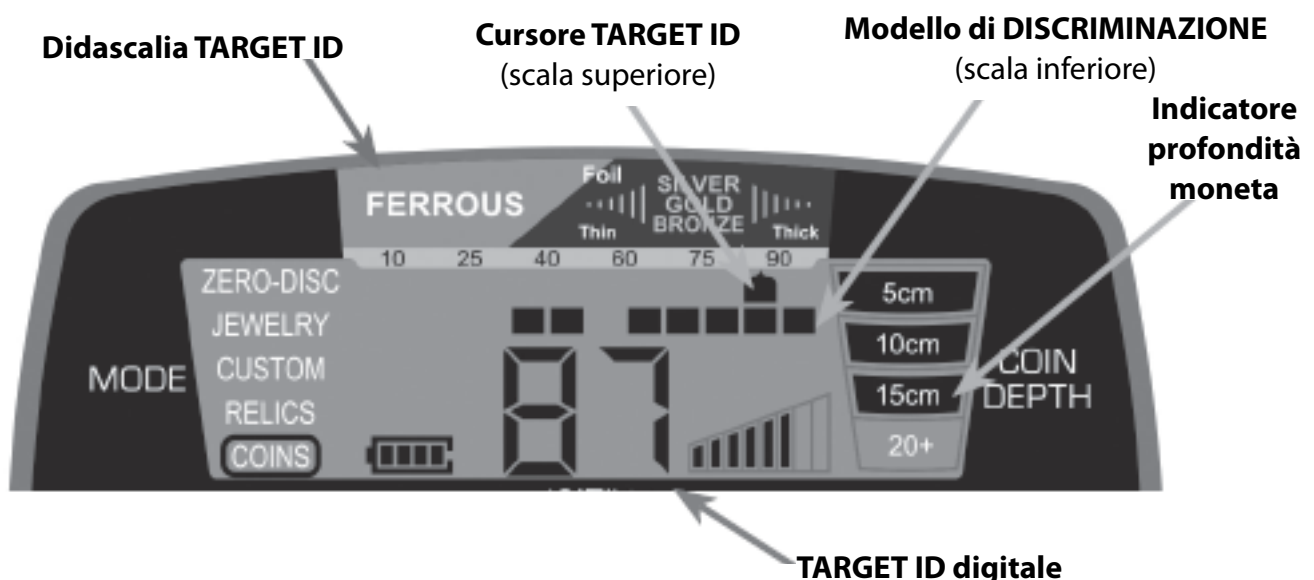 Didascalia TARGET ID
Cursore TARGET ID
(scala superiore)
Modello di DISCRIMINAZIONE
(scala inferiore)
Indicatore
profondità
moneta
FERROUS
Foil
Thin
SILVER
GOLD
BRONZE
Thick
10 25 40 60 75 90
ZERO-DISC
JEWELRY
CUSTOM
RELICS
COINS
MODE
87
5cm
10cm
15cm
20+
COIN
DEPTH
TARGET ID digitale